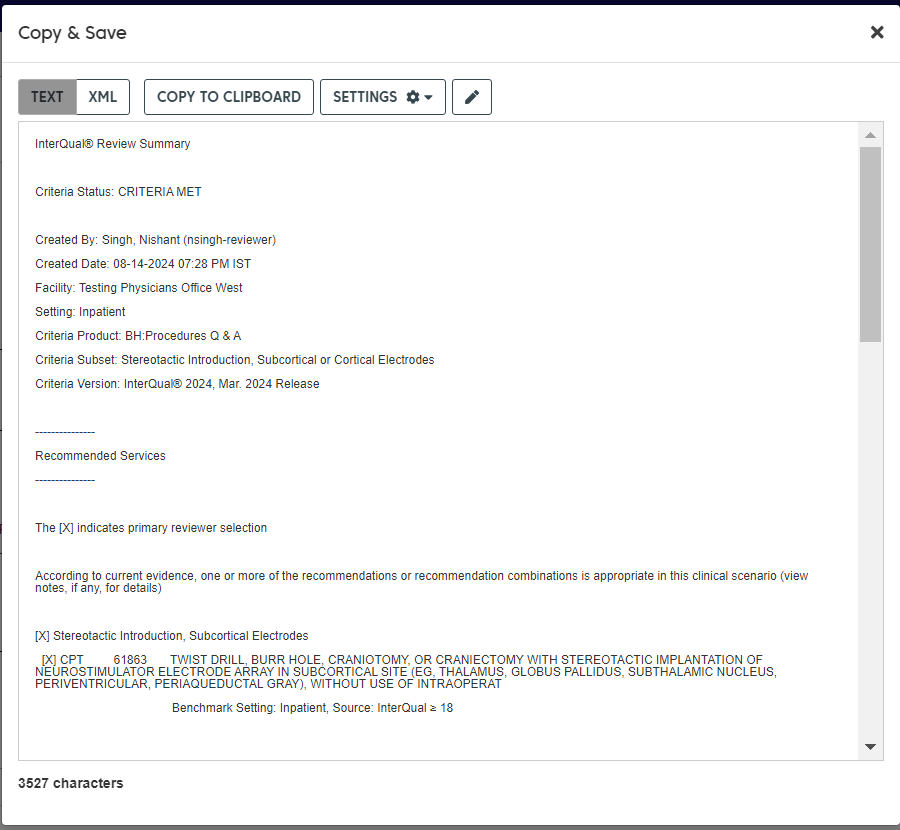 Copy & Save
TEXT XML COPY TO CLIPBOARD SETTINGS
InterQual® Review Summary
Criteria Status: CRITERIA MET
Created By: Singh, Nishant (nsingh-reviewer)
Created Date: 08-14-2024 07:28 PM IST
Facility: Testing Physicians Office West
Setting: Inpatient
Criteria Product: BH:Procedures Q & A
Criteria Subset: Stereotactic Introduction, Subcortical or Cortical Electrodes
Criteria Version: InterQual® 2024, Mar. 2024 Release
---------------
Recommended Services
---------------
The [X] indicates primary reviewer selection
According to current evidence, one or more of the recommendations or recommendation combinations is appropriate in this clinical scenario (view
notes, if any, for details)
[X] Stereotactic Introduction, Subcortical Electrodes
[X] CPT 61863 TWIST DRILL, BURR HOLE, CRANIOTOMY, OR CRANIECTOMY WITH STEREOTACTIC IMPLANTATION OF
NEUROSTIMULATOR ELECTRODE ARRAY IN SUBCORTICAL SITE (EG, THALAMUS, GLOBUS PALLIDUS, SUBTHALAMIC NUCLEUS,
PERIVENTRICULAR, PERIAQUEDUCTAL GRAY), WITHOUT USE OF INTRAOPERAT
Benchmark Setting: Inpatient, Source: InterQual ≥ 18
3527 characters